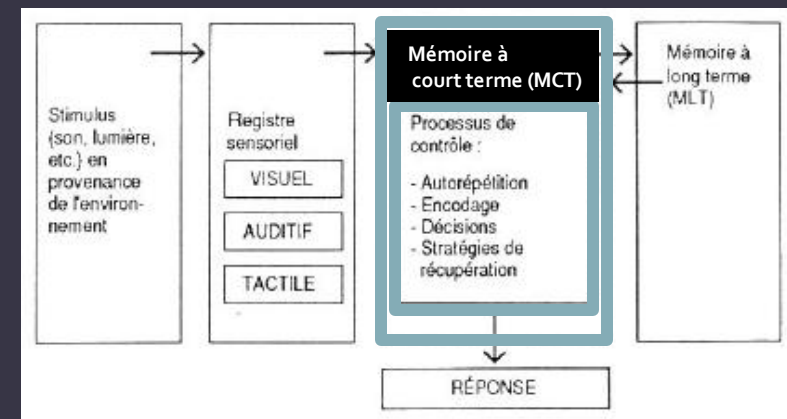 Stimulus
(son, lumière,
etc.) en
provenance
de l'environ-
nement
Registre
sensoriel
VISUEL
AUDITIF
TACTILE
Mémoire à
court terme (MCT)
Processus de
contrôle :
- Autorépétition
- Encodage
- Décisions
- Stratégies de
récupération
Mémoire à
long terme
(MLT)
RÉPONSE